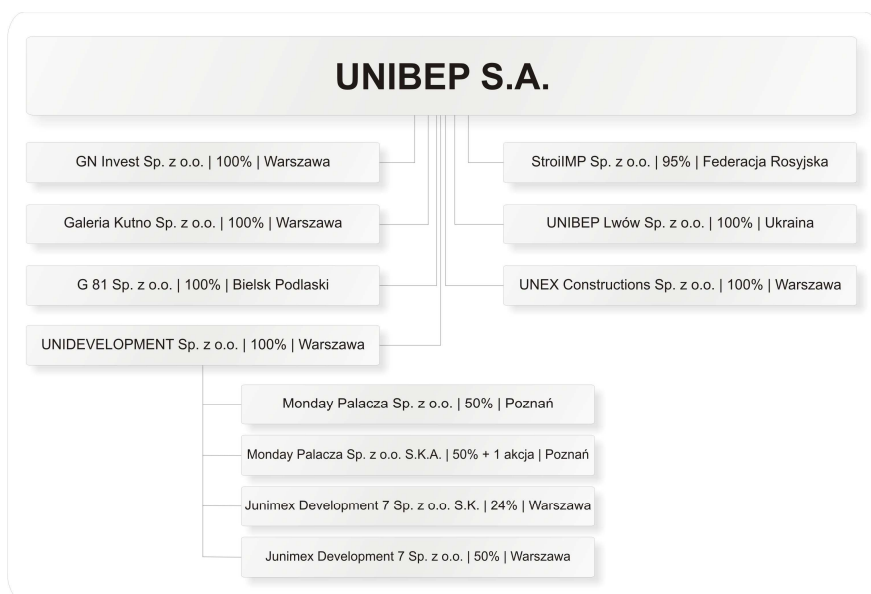 UNIBEP S.A.
GN Invest Sp. z o.o. | 100% | Warszawa
Galeria Kutno Sp. z o.o. | 100% | Warszawa
G 81 Sp. z o.o. | 100% | Bielsk Podlaski
UNIDEVELOPMENT Sp. z o.o. | 100% | Warszawa
StroiIMP Sp. z o.o. | 95% | Federacja Rosyjska
UNIBEP Lwów Sp. z o.o. | 100% | Ukraina
UNEX Constructions Sp. z o.o. | 100% | Warszawa
Monday Palacza Sp. z o.o. | 50% | Poznań
Monday Palacza Sp. z o.o. S.K.A. | 50% + 1 akcja | Poznań
Junimex Development 7 Sp. z o.o. S.K. | 24% | Warszawa
Junimex Development 7 Sp. z o.o. | 50% | Warszawa